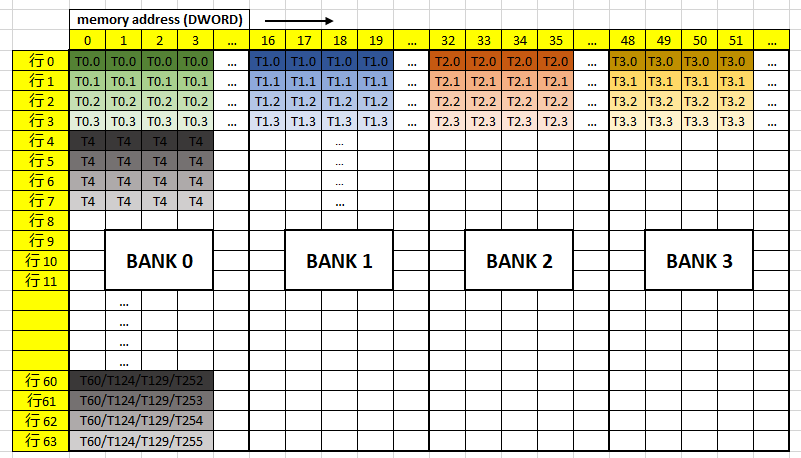 memory address (DWORD)
0 1 2 3 ... 16 17 18 19 ... 32 33 34 35 ... 48 49 50 51 ...
行 0 T0.0 T0.0 T0.0 T0.0 ... T1.0 T1.0 T1.0 T1.0 ... T2.0 T2.0 T2.0 T2.0 ... T3.0 T3.0 T3.0 T3.0 ...
行 1 T0.1 T0.1 T0.1 T0.1 ... T1.1 T1.1 T1.1 T1.1 ... T2.1 T2.1 T2.1 T2.1 ... T3.1 T3.1 T3.1 T3.1 ...
行 2 T0.2 T0.2 T0.2 T0.2 ... T1.2 T1.2 T1.2 T1.2 ... T2.2 T2.2 T2.2 T2.2 ... T3.2 T3.2 T3.2 T3.2 ...
行 3 T0.3 T0.3 T0.3 T0.3 ... T1.3 T1.3 T1.3 T1.3 ... T2.3 T2.3 T2.3 T2.3 ... T3.3 T3.3 T3.3 T3.3 ...
行 4 T4 T4 T4 T4 ...
行 5 T4 T4 T4 T4 ...
行 6 T4 T4 T4 T4 ...
行 7 T4 T4 T4 T4 ...
行 8
行 9
行 10 BANK 0 BANK 1 BANK 2 BANK 3
行 11
...
...
...
...
行 60 T60/T124/T129/T252
行61 T60/T124/T129/T253
行 62 T60/T124/T129/T254
行 63 T60/T124/T129/T255